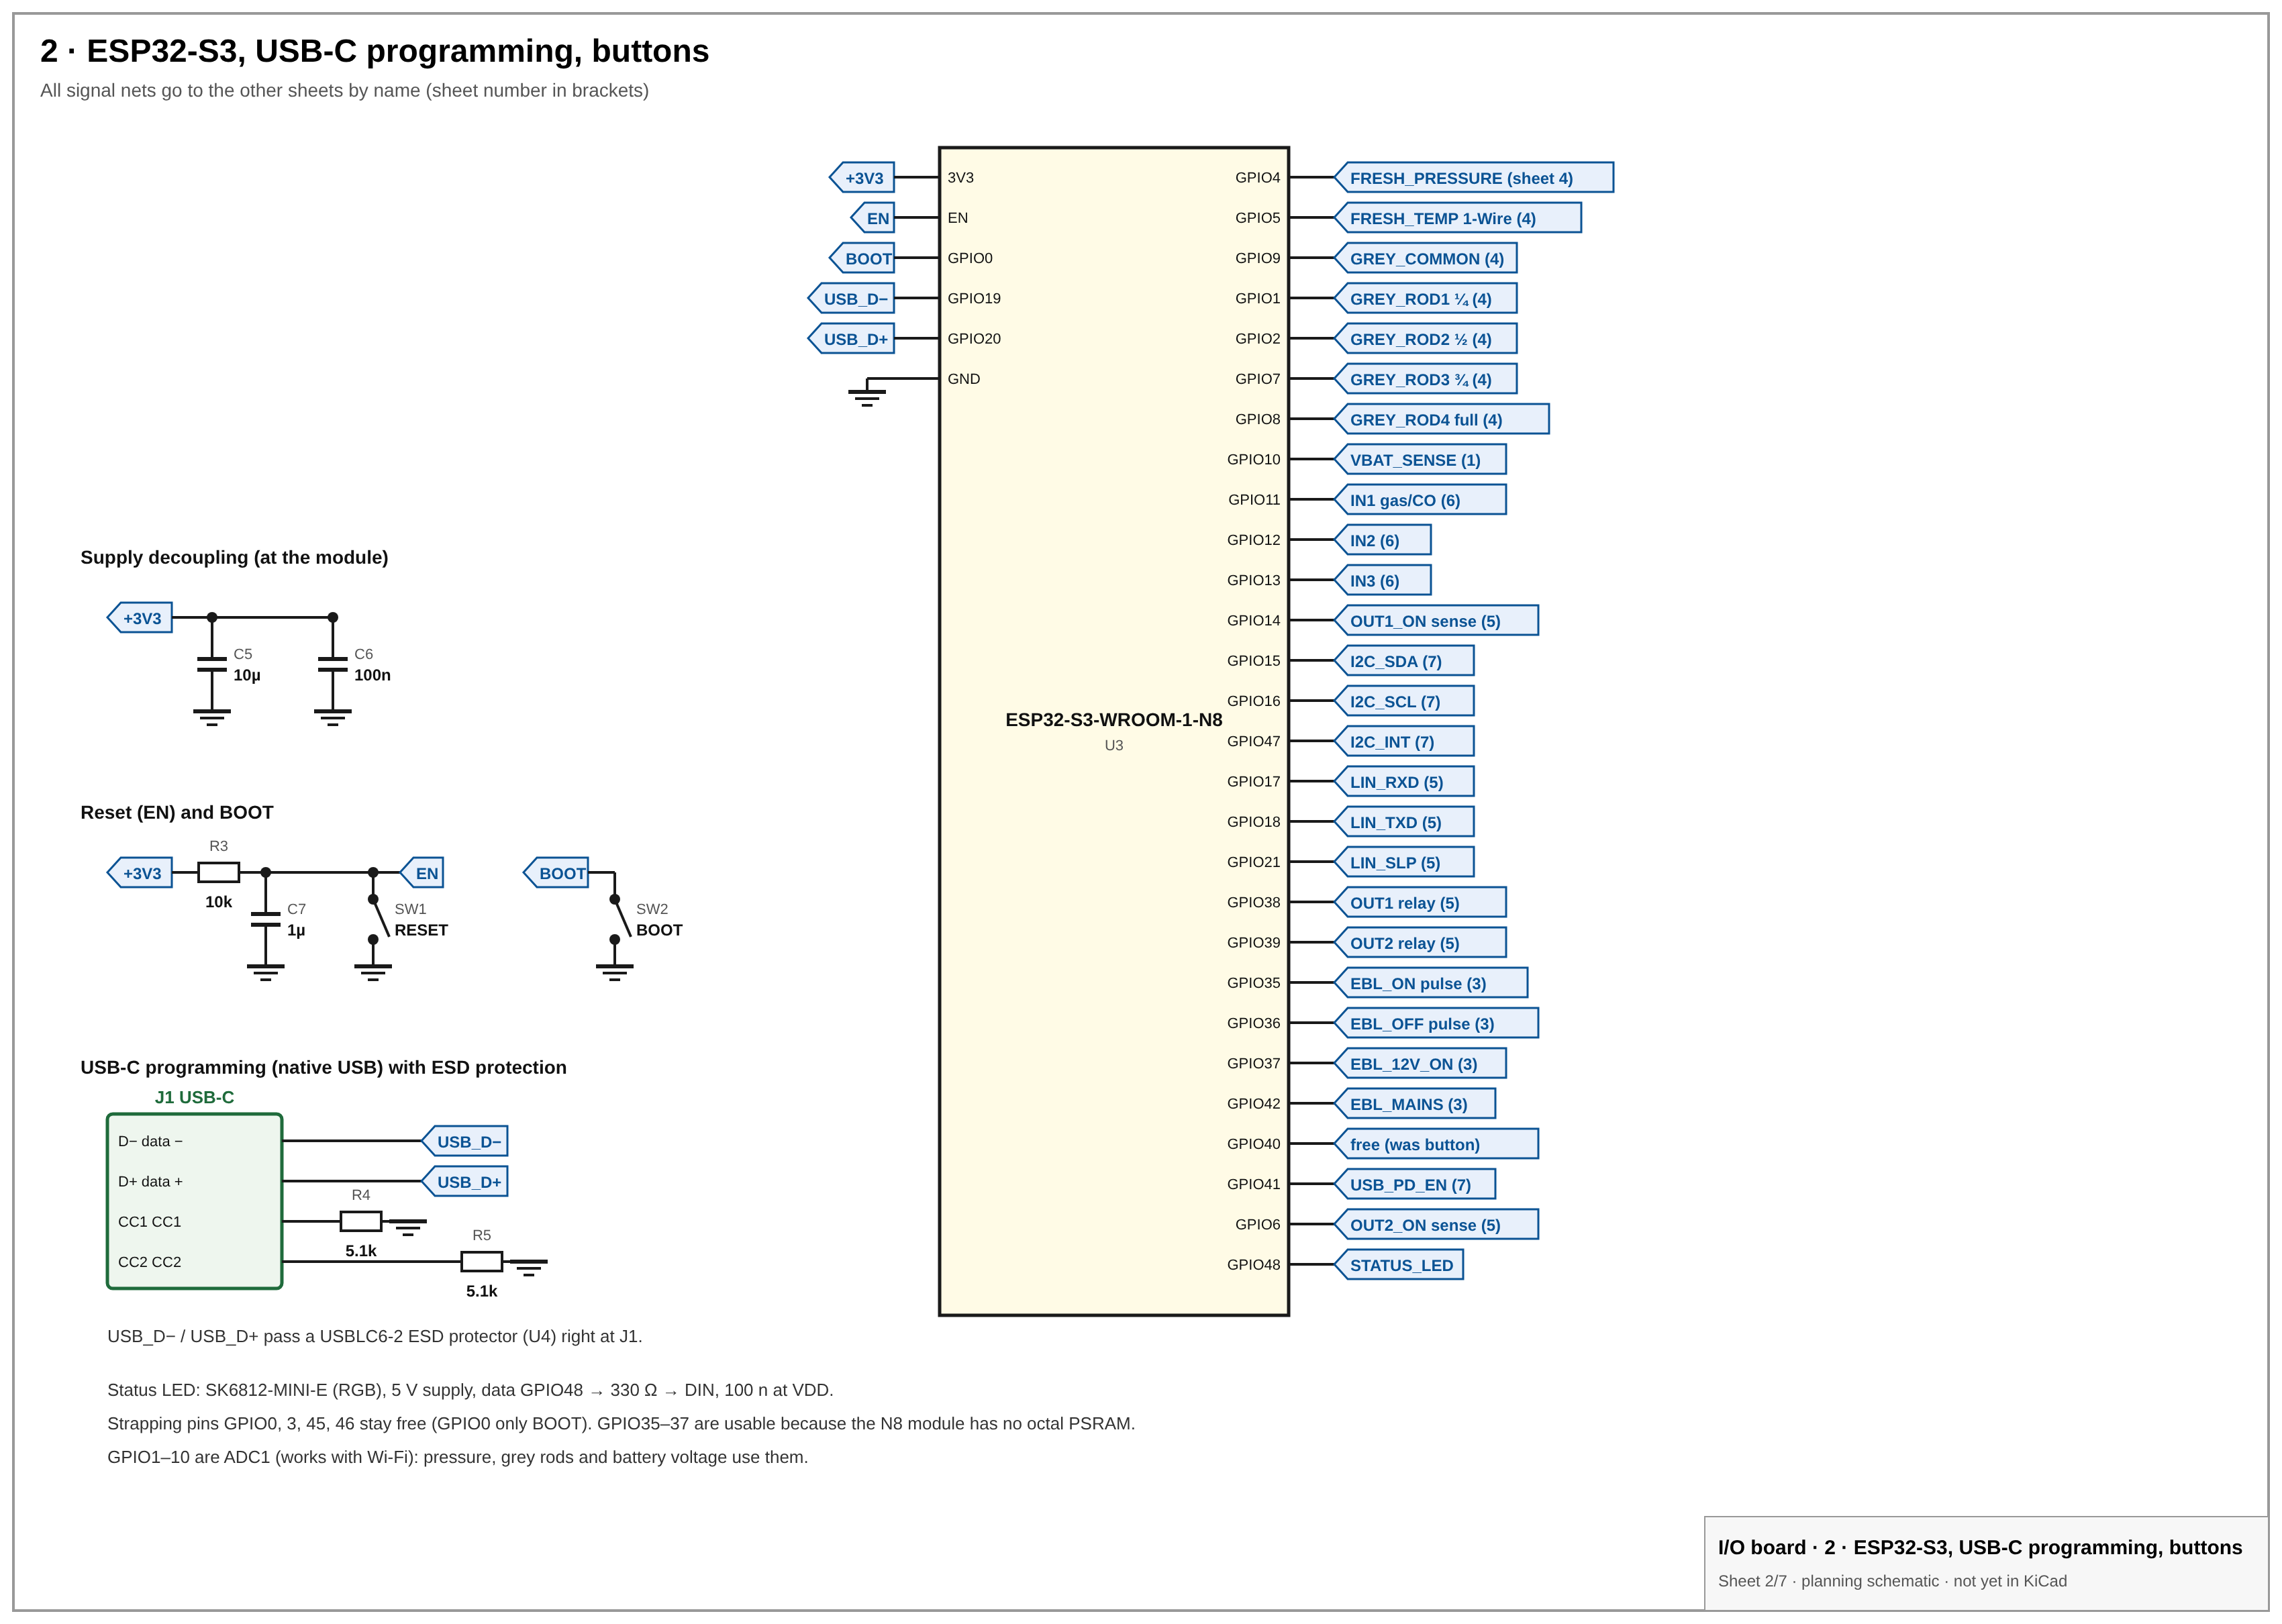 2 · ESP32-S3, USB-C programming, buttons
All signal nets go to the other sheets by name (sheet number in brackets)
+3V3
EN
BOOT
USB_D−
USB_D+
3V3
EN
GPIO0
GPIO19
GPIO20
GND
ESP32-S3-WROOM-1-N8
U3
GPIO4 FRESH_PRESSURE (sheet 4)
GPIO5 FRESH_TEMP 1-Wire (4)
GPIO9 GREY_COMMON (4)
GPIO1 GREY_ROD1 ¼ (4)
GPIO2 GREY_ROD2 ½ (4)
GPIO7 GREY_ROD3 ¾ (4)
GPIO8 GREY_ROD4 full (4)
GPIO10 VBAT_SENSE (1)
GPIO11 IN1 gas/CO (6)
GPIO12 IN2 (6)
GPIO13 IN3 (6)
GPIO14 OUT1_ON sense (5)
GPIO15 I2C_SDA (7)
GPIO16 I2C_SCL (7)
GPIO47 I2C_INT (7)
GPIO17 LIN_RXD (5)
GPIO18 LIN_TXD (5)
GPIO21 LIN_SLP (5)
GPIO38 OUT1 relay (5)
GPIO39 OUT2 relay (5)
GPIO35 EBL_ON pulse (3)
GPIO36 EBL_OFF pulse (3)
GPIO37 EBL_12V_ON (3)
GPIO42 EBL_MAINS (3)
GPIO40 free (was button)
GPIO41 USB_PD_EN (7)
GPIO6 OUT2_ON sense (5)
GPIO48 STATUS_LED
Supply decoupling (at the module)
+3V3
C5
10µ
C6
100n
Reset (EN) and BOOT
+3V3
R3
10k
C7
1µ
EN
SW1
RESET
BOOT
SW2
BOOT
USB-C programming (native USB) with ESD protection
J1 USB-C
D− data −
D+ data +
CC1 CC1
CC2 CC2
USB_D−
USB_D+
R4
5.1k
R5
5.1k
USB_D− / USB_D+ pass a USBLC6-2 ESD protector (U4) right at J1.
Status LED: SK6812-MINI-E (RGB), 5 V supply, data GPIO48 → 330 Ω → DIN, 100 n at VDD.
Strapping pins GPIO0, 3, 45, 46 stay free (GPIO0 only BOOT). GPIO35–37 are usable because the N8 module has no octal PSRAM.
GPIO1–10 are ADC1 (works with Wi-Fi): pressure, grey rods and battery voltage use them.
I/O board · 2 · ESP32-S3, USB-C programming, buttons
Sheet 2/7 · planning schematic · not yet in KiCad